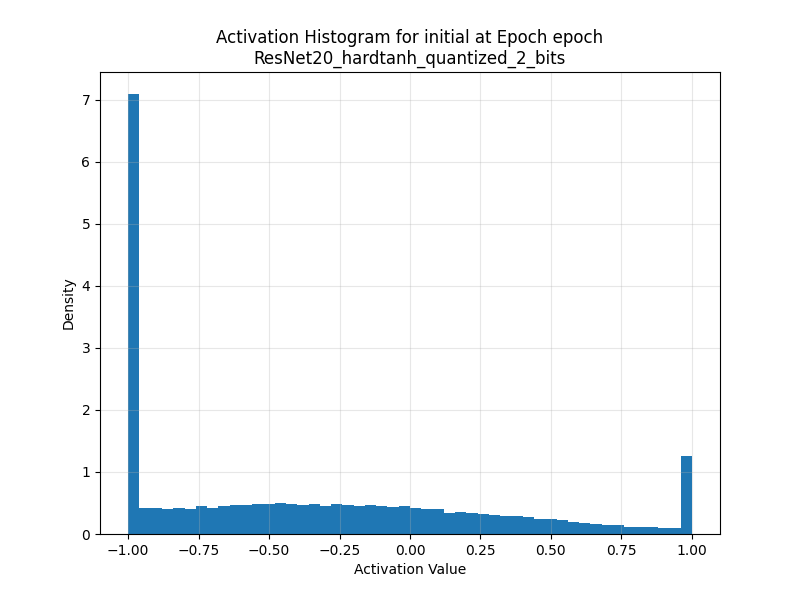 Activation Histogram for initial at Epoch epoch
ResNet20_hardtanh_quantized_2_bits
7
6
5
4
3
2
1
0
Density
−1.00 −0.75 −0.50 −0.25 0.00 0.25 0.50 0.75 1.00
Activation Value